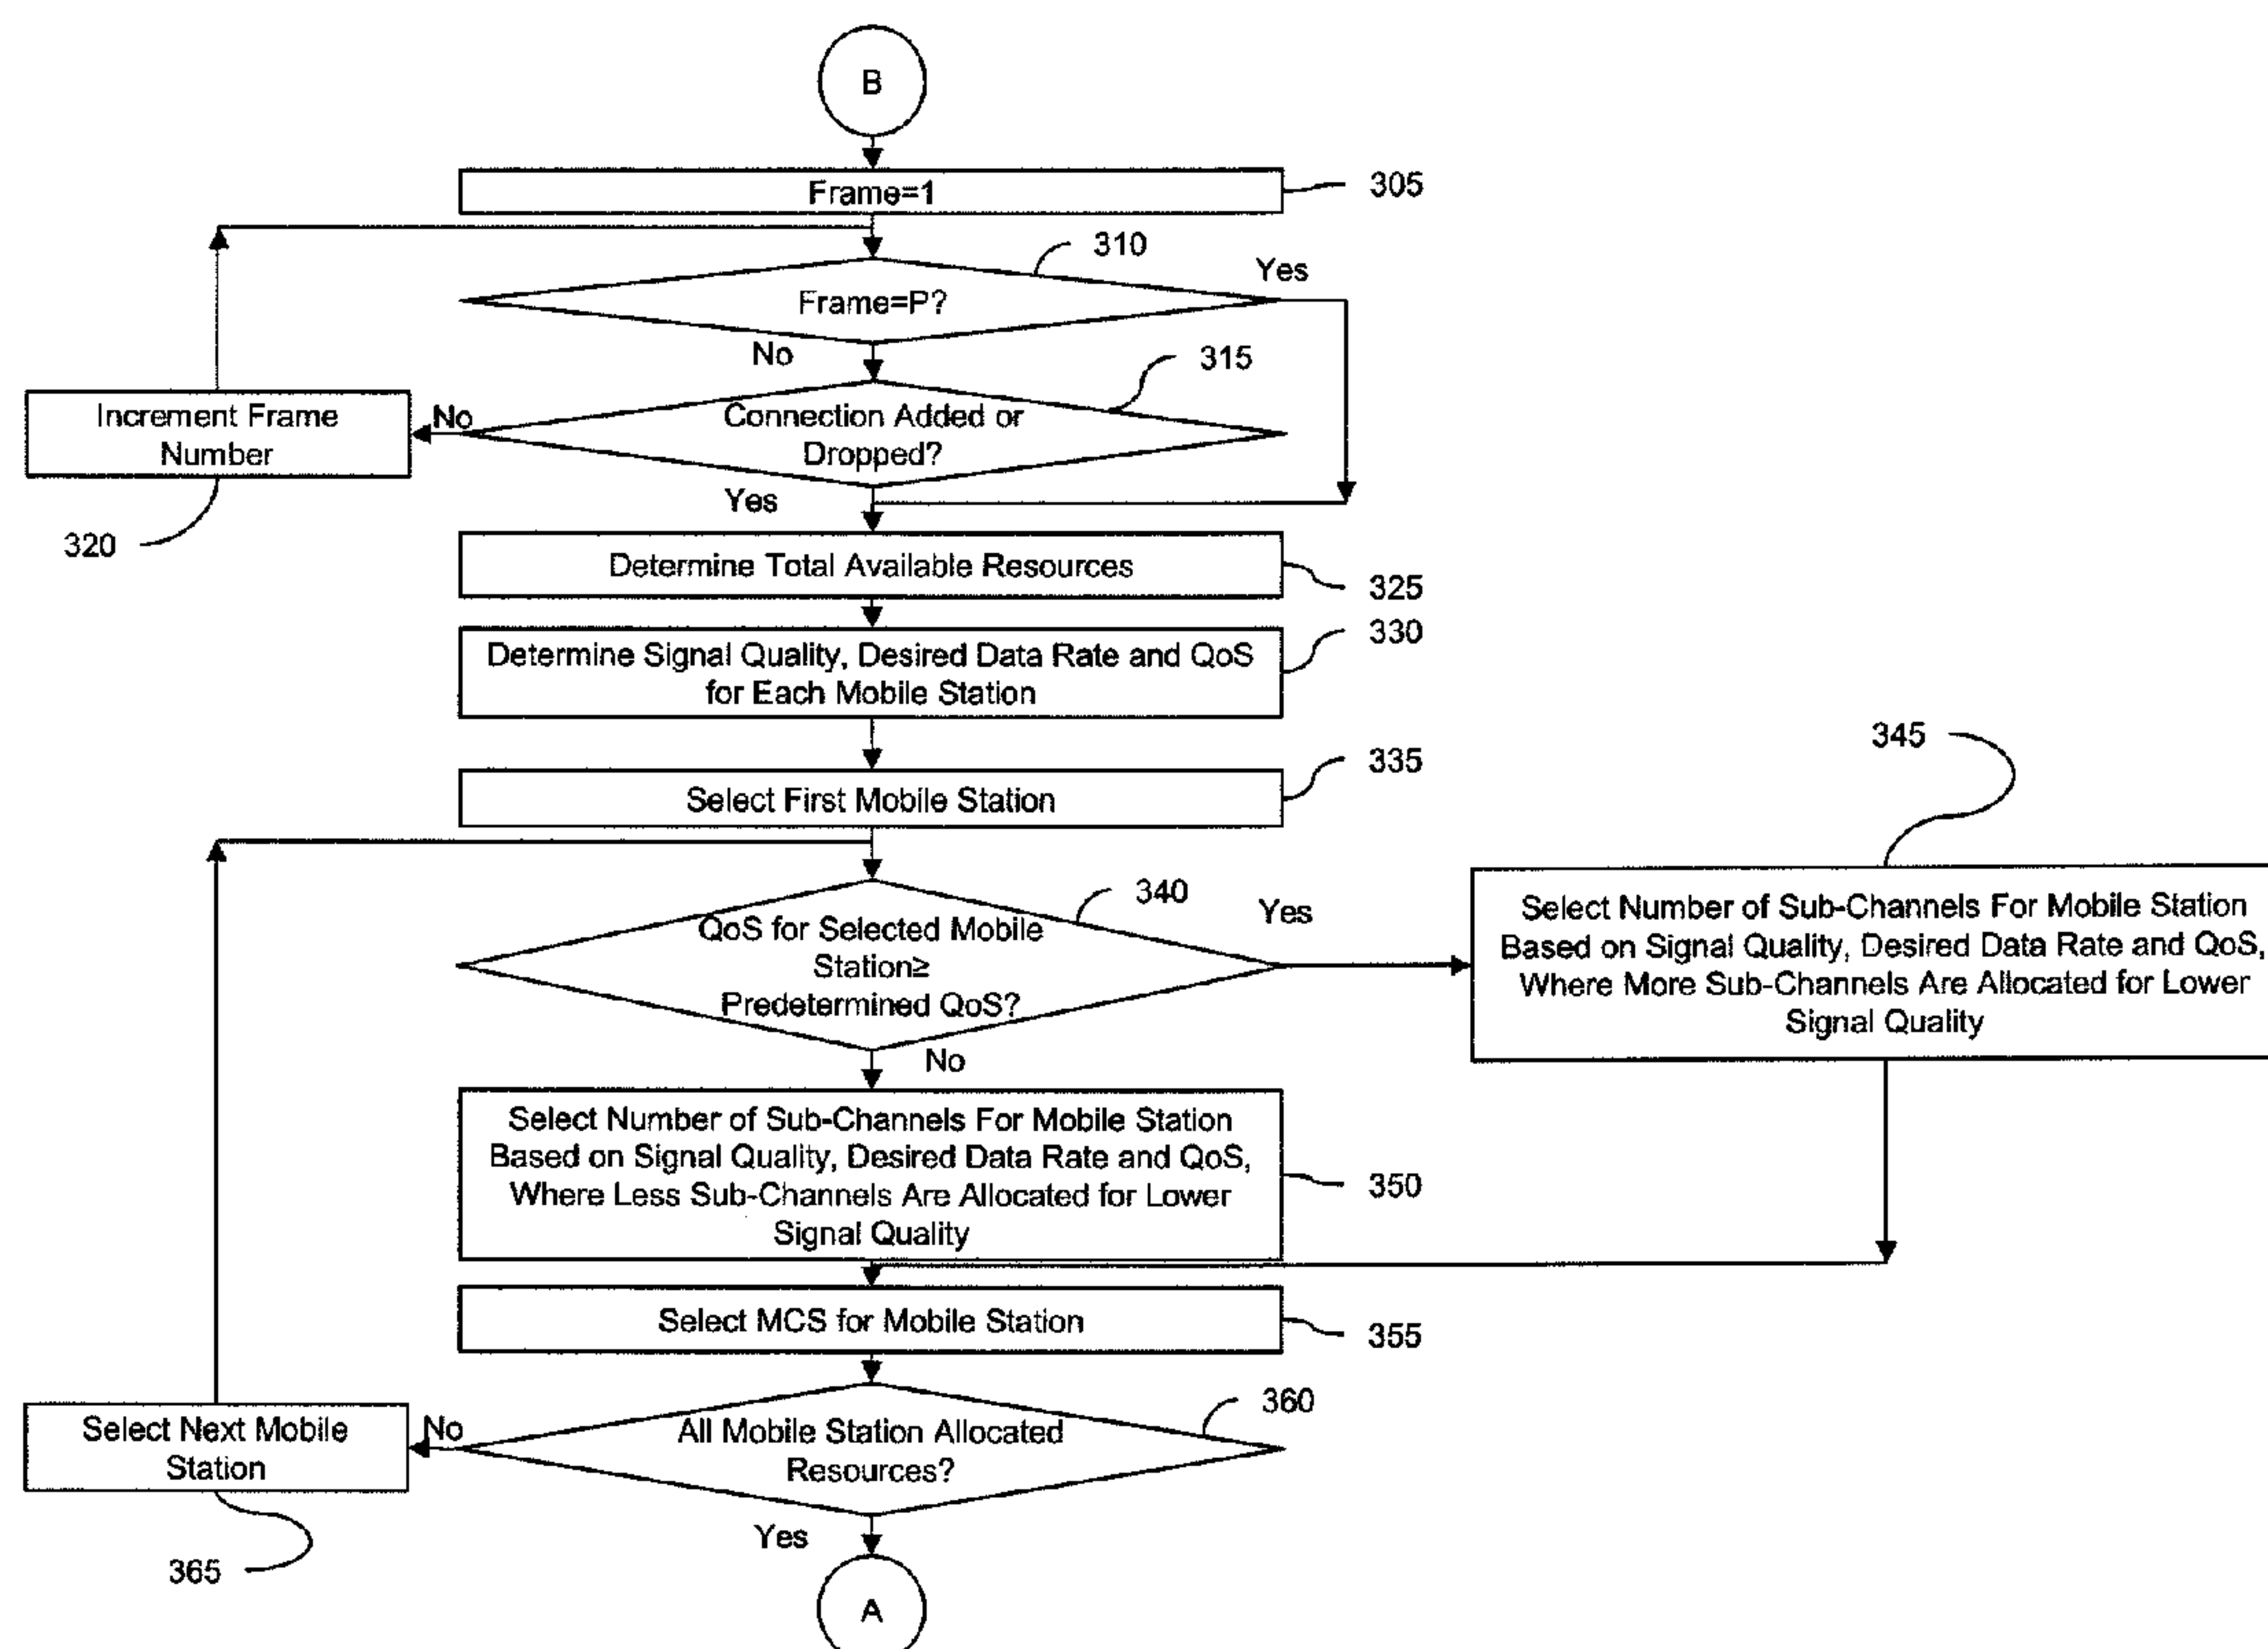 B
Frame=1
305
310
Yes
Frame=P?
No
315
Connection Added or
Dropped?
No
Increment Frame
Number
320
Yes
Determine Total Available Resources
325
Determine Signal Quality, Desired Data Rate and QoS
for Each Mobile Station
330
Select First Mobile Station
335
340
QoS for Selected Mobile
Station≥
Predetermined QoS?
Yes
345
Select Number of Sub-Channels For Mobile Station
Based on Signal Quality, Desired Data Rate and QoS,
Where More Sub-Channels Are Allocated for Lower
Signal Quality
No
Select Number of Sub-Channels For Mobile Station
Based on Signal Quality, Desired Data Rate and QoS,
Where Less Sub-Channels Are Allocated for Lower
Signal Quality
350
Select MCS for Mobile Station
355
360
All Mobile Station Allocated
Resources?
No
Select Next Mobile
Station
365
Yes
A